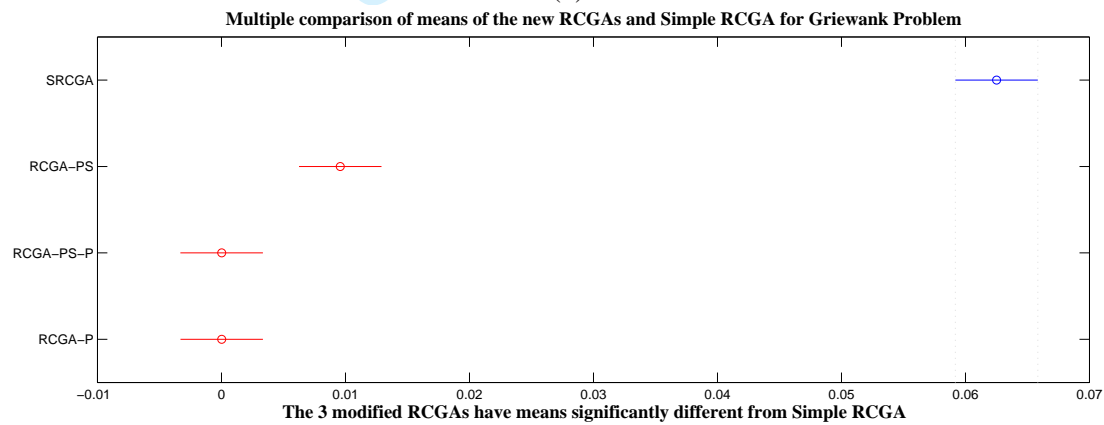 Multiple comparison of means of the new RCGAs and Simple RCGA for Griewank Problem
SRCGA
RCGA−PS
RCGA−PS−P
RCGA−P
−0.01 0 0.01 0.02 0.03 0.04 0.05 0.06 0.07
The 3 modified RCGAs have means significantly different from Simple RCGA